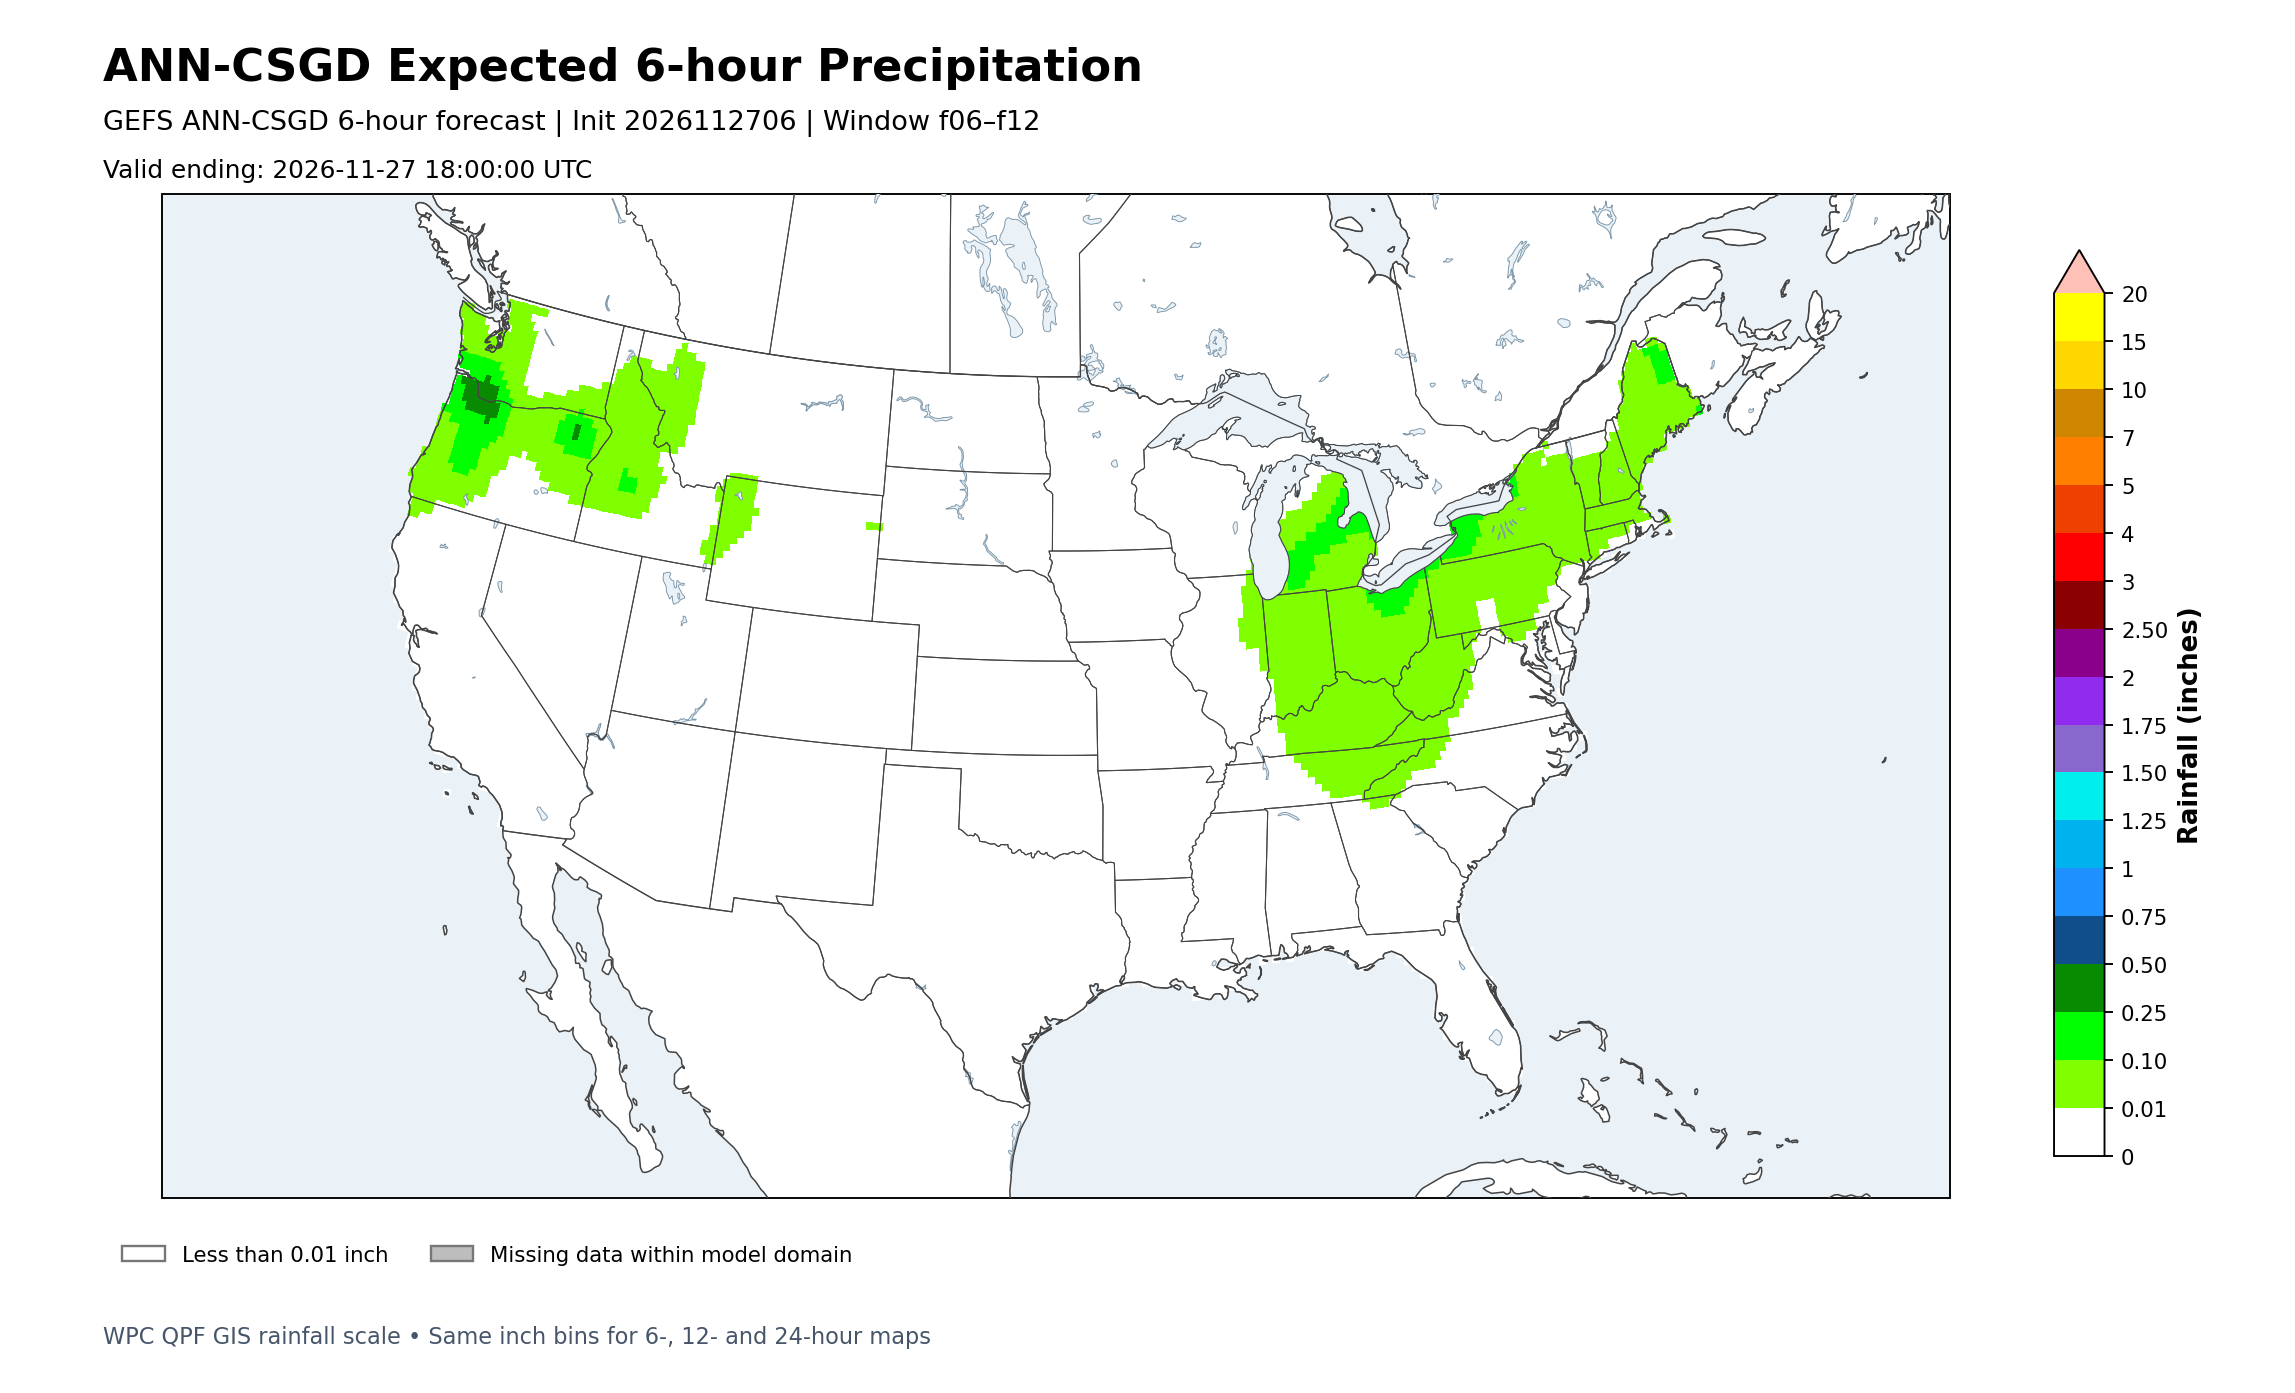 ANN-CSGD Expected 6-hour Precipitation
GEFS ANN-CSGD 6-hour forecast | Init 2026112706 | Window f06–f12
Valid ending: 2026-11-27 18:00:00 UTC
20
15
10
7
5
4
3
2.50
2
1.75
1.50
1.25
1
0.75
0.50
0.25
0.10
0.01
0
Rainfall (inches)
Less than 0.01 inch
Missing data within model domain
WPC QPF GIS rainfall scale • Same inch bins for 6-, 12- and 24-hour maps